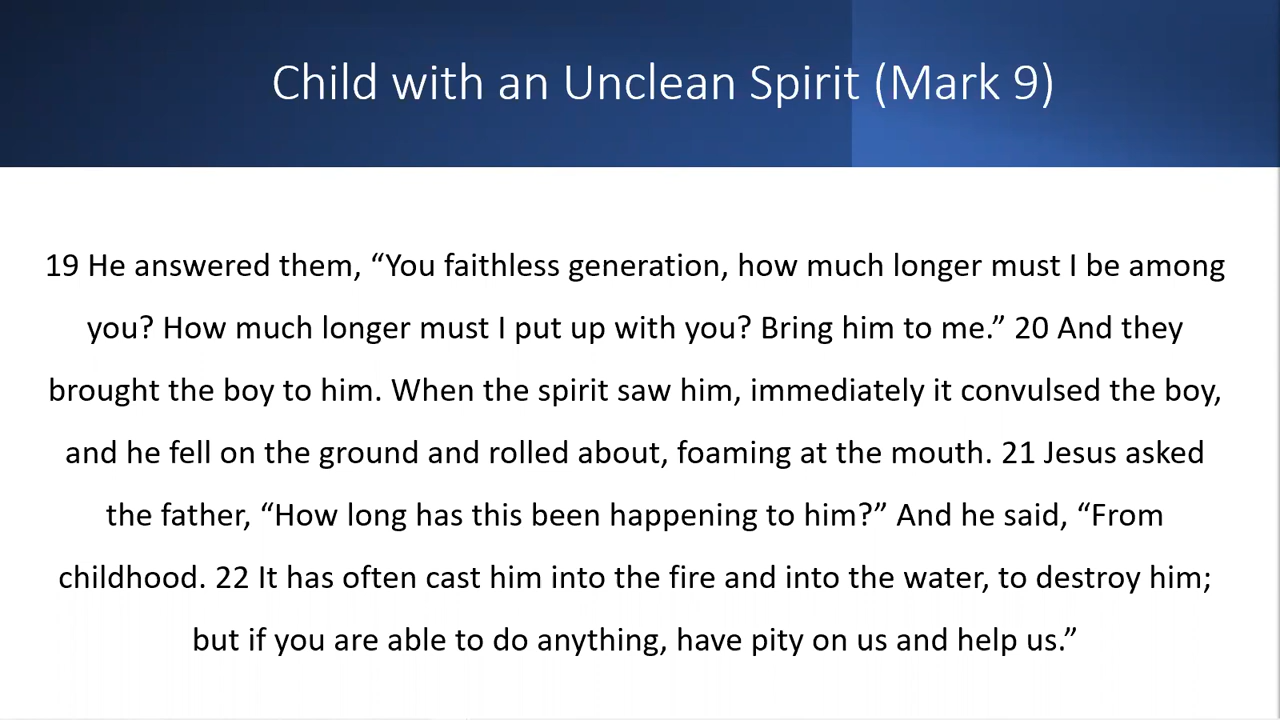 Child with an Unclean Spirit (Mark 9)
19 He answered them, “You faithless generation, how much longer must I be among
you? How much longer must I put up with you? Bring him to me.” 20 And they
brought the boy to him. When the spirit saw him, immediately it convulsed the boy,
and he fell on the ground and rolled about, foaming at the mouth. 21 Jesus asked
the father, “How long has this been happening to him?” And he said, “From
childhood. 22 It has often cast him into the fire and into the water, to destroy him;
but if you are able to do anything, have pity on us and help us.”